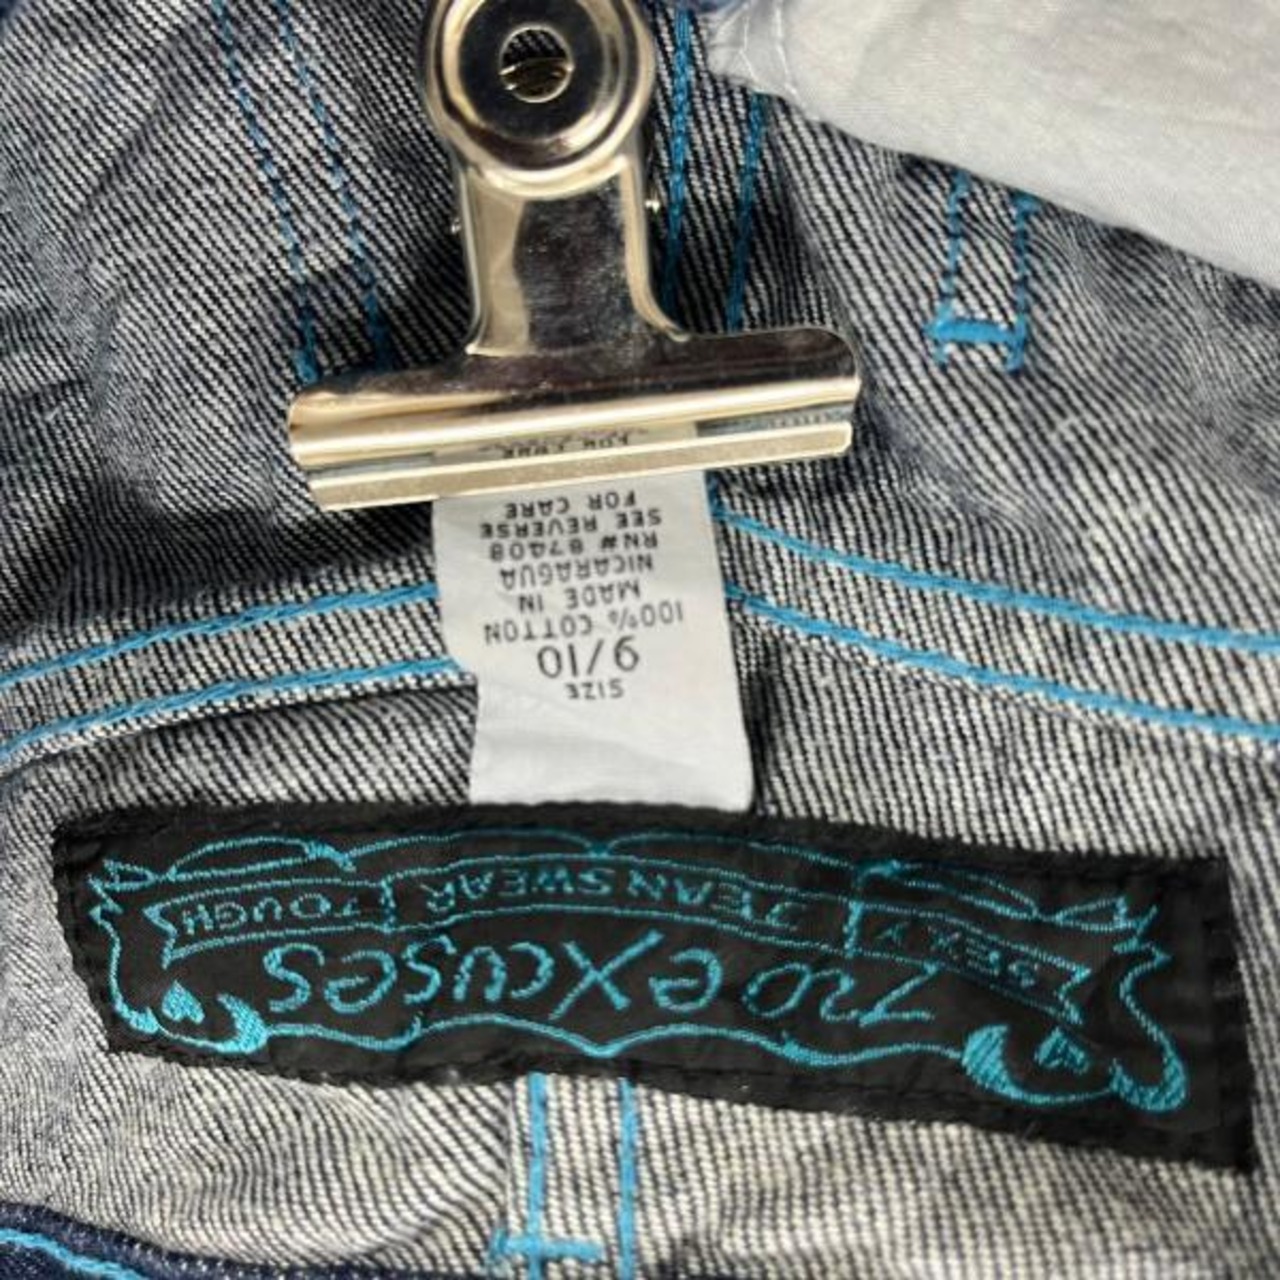 No excuses
SEXY JEANSWEAR TOUGH
SIZE
9/10
100% COTTON
MADE IN
NICARAGUA
RN# 87408
SEE REVERSE
FOR CARE